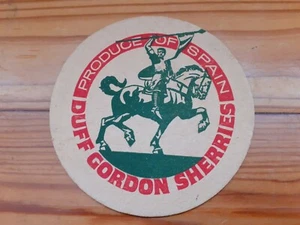 PRODUCE OF SPAIN
DUFF GORDON SHERRIES